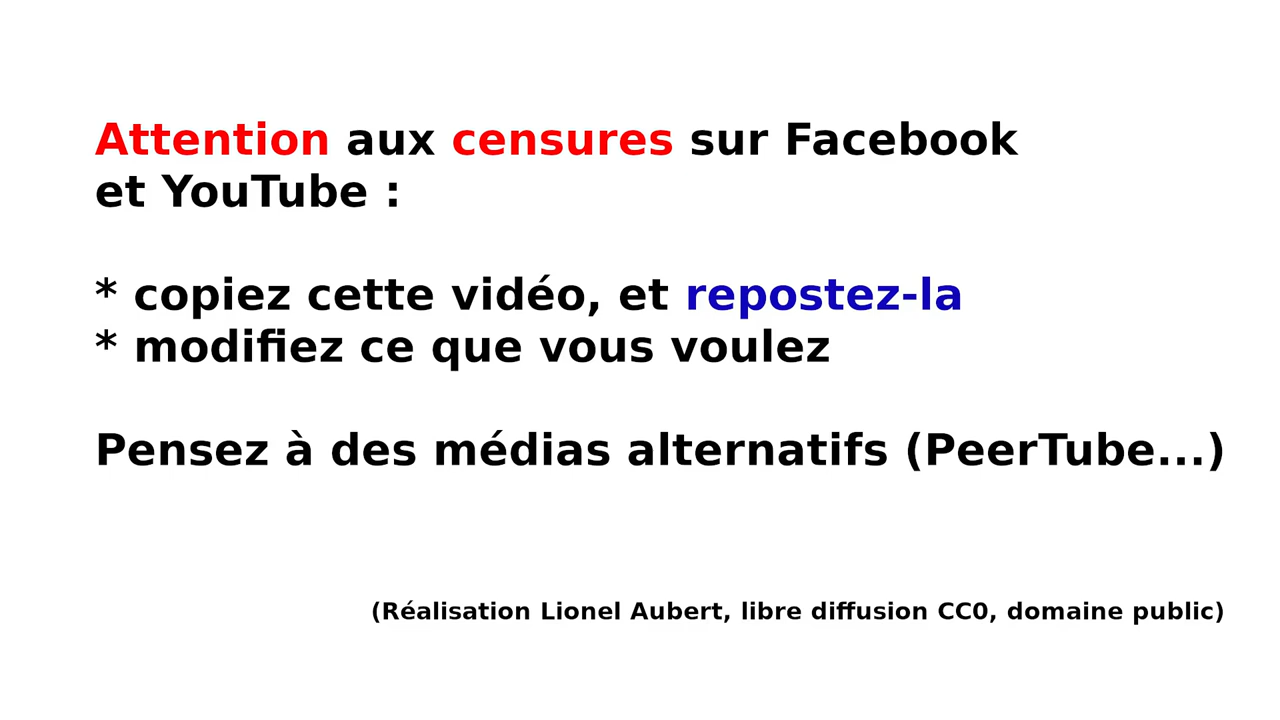 Attention aux censures sur Facebook
et YouTube :
* copiez cette vidéo, et repostez-la
* modifiez ce que vous voulez
Pensez à des médias alternatifs (PeerTube...)
(Réalisation Lionel Aubert, libre diffusion CC0, domaine public)